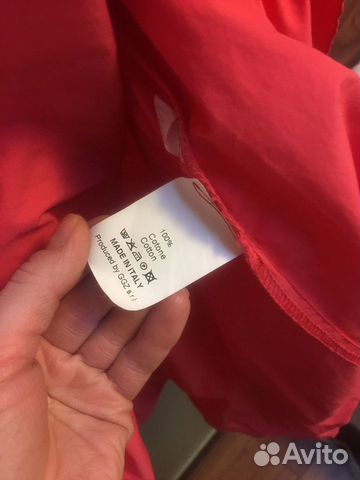 100%
Cotone
Cotton
MADE IN ITALY
Produced by GGZ s.r.l
Avito